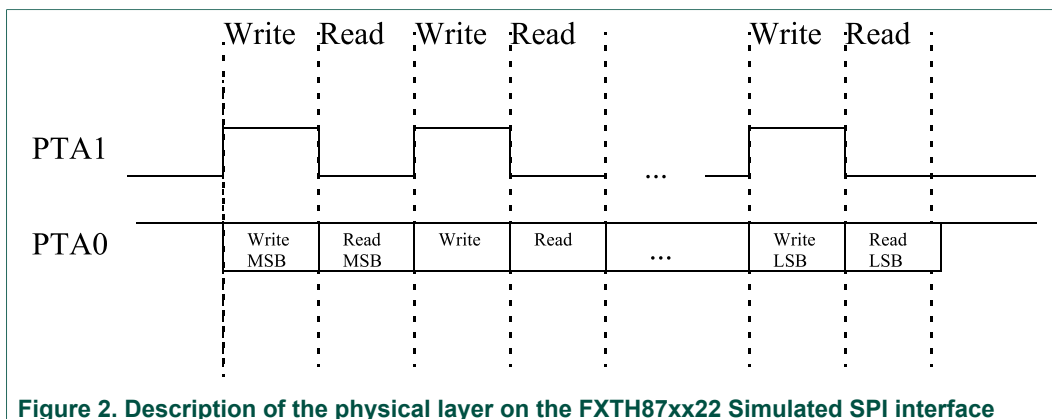 Write Read Write Read Write Read
PTA1
...
PTA0
Write Read Write Read Write Read
MSB MSB ... LSB LSB
Figure 2. Description of the physical layer on the FXTH87xx22 Simulated SPI interface